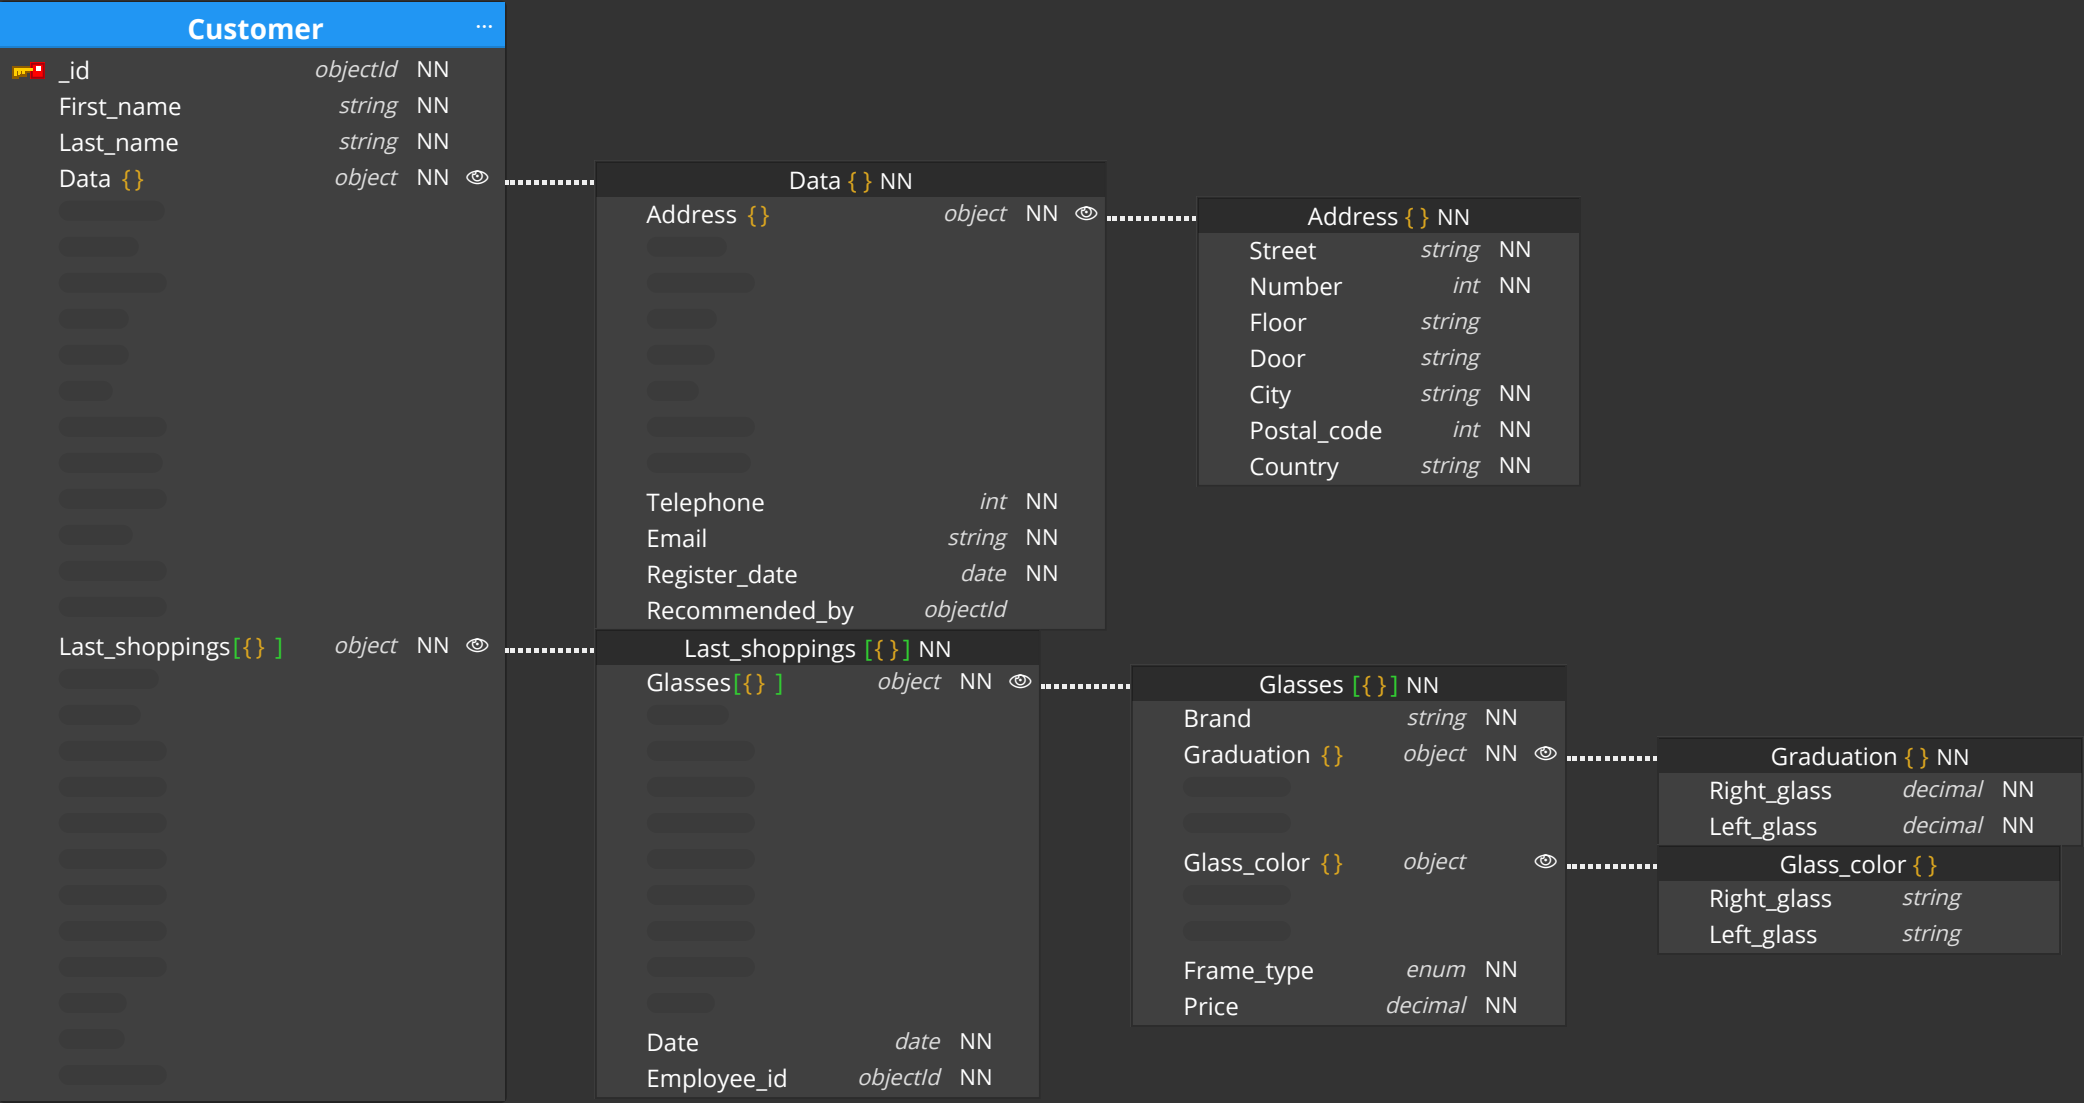 Customer ...
_id objectId NN
First_name string NN
Last_name string NN
Data {} object NN
Data { } NN
Address {} object NN
Telephone int NN
Email string NN
Register_date date NN
Recommended_by objectId
Address { } NN
Street string NN
Number int NN
Floor string
Door string
City string NN
Postal_code int NN
Country string NN
Last_shoppings[{} ] object NN
Last_shoppings [{ }] NN
Glasses[{} ] object NN
Date date NN
Employee_id objectId NN
Glasses [{ }] NN
Brand string NN
Graduation {} object NN
Glass_color {} object
Frame_type enum NN
Price decimal NN
Graduation { } NN
Right_glass decimal NN
Left_glass decimal NN
Glass_color { }
Right_glass string
Left_glass string